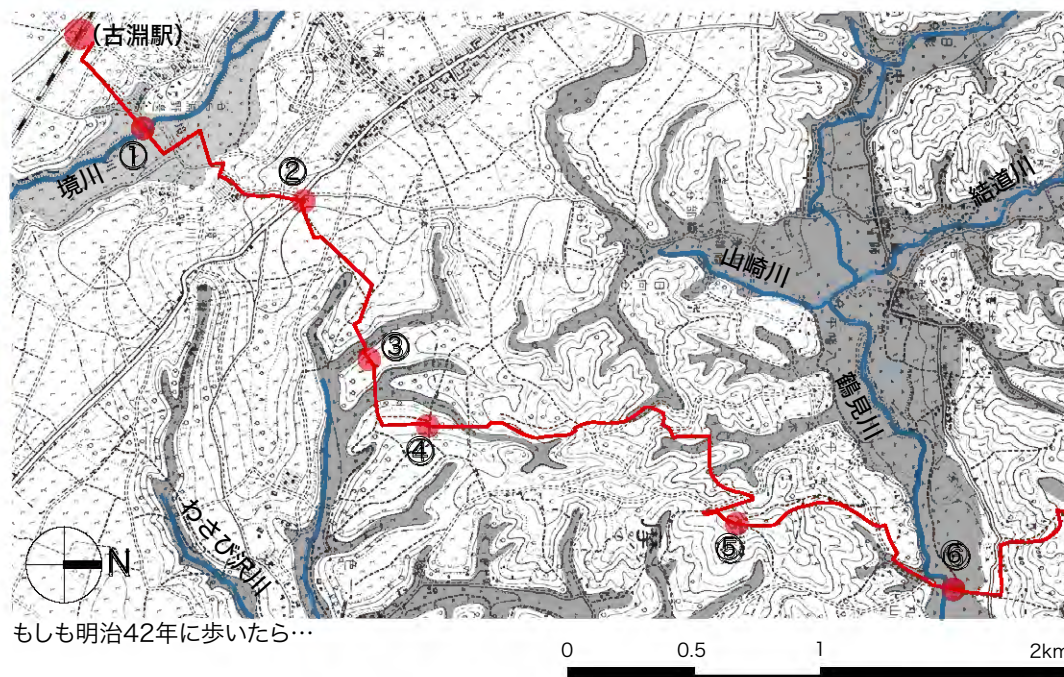 (古淵駅)
①
境川
②
③
④
山崎川
結道川
鶴見川
⑤
⑥
わさび沢川
N
もしも明治42年に歩いたら…
0 0.5 1 2km